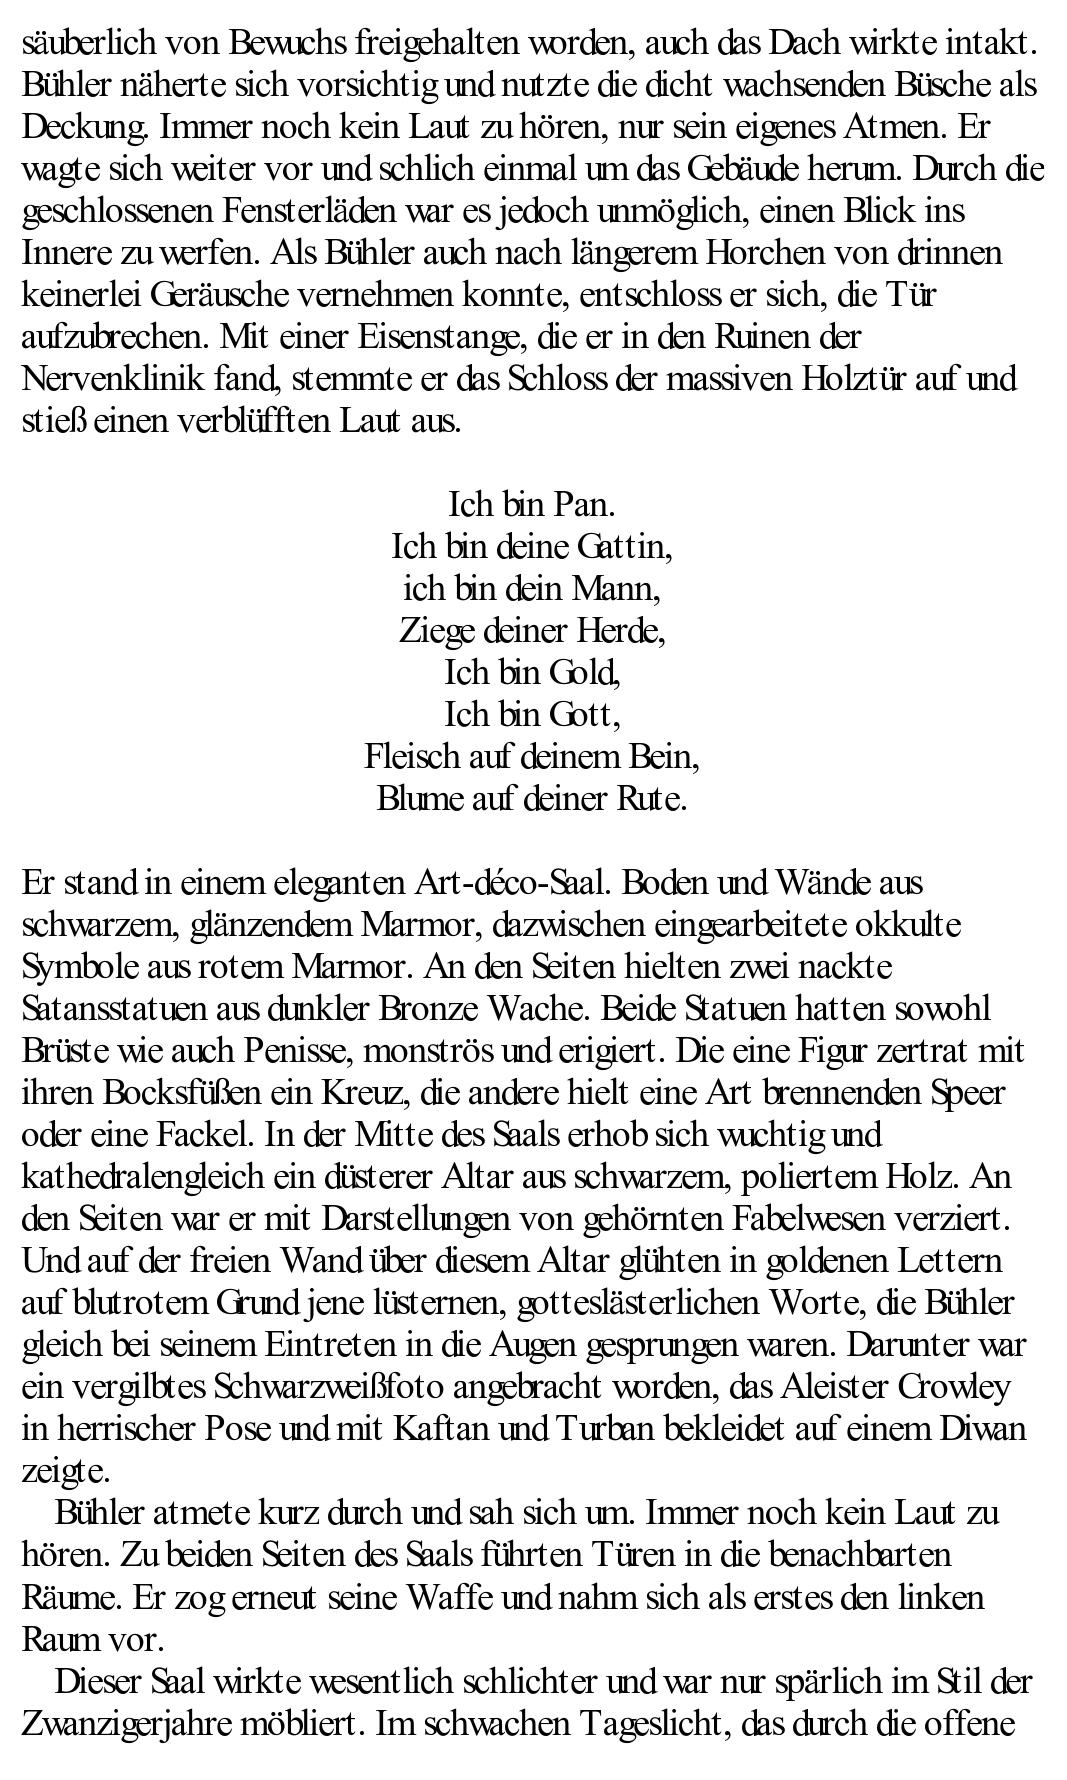 säuberlich von Bewuchs freigehalten worden, auch das Dach wirkte intakt.
Bühler näherte sich vorsichtig und nutzte die dicht wachsenden Büsche als
Deckung. Immer noch kein Laut zu hören, nur sein eigenes Atmen. Er
wagte sich weiter vor und schlich einmal um das Gebäude herum. Durch die
geschlossenen Fensterläden war es jedoch unmöglich, einen Blick ins
Innere zu werfen. Als Bühler auch nach längerem Horchen von drinnen
keinerlei Geräusche vernehmen konnte, entschloss er sich, die Tür
aufzubrechen. Mit einer Eisenstange, die er in den Ruinen der
Nervenklinik fand, stemmte er das Schloss der massiven Holztür auf und
stieß einen verblüfften Laut aus.
Ich bin Pan.
Ich bin deine Gattin,
ich bin dein Mann,
Ziege deiner Herde,
Ich bin Gold,
Ich bin Gott,
Fleisch auf deinem Bein,
Blume auf deiner Rute.
Er stand in einem eleganten Art-déco-Saal. Boden und Wände aus
schwarzem, glänzendem Marmor, dazwischen eingearbeitete okkulte
Symbole aus rotem Marmor. An den Seiten hielten zwei nackte
Satansstatuen aus dunkler Bronze Wache. Beide Statuen hatten sowohl
Brüste wie auch Penisse, monströs und erigiert. Die eine Figur zertrat mit
ihren Bocksfüßen ein Kreuz, die andere hielt eine Art brennenden Speer
oder eine Fackel. In der Mitte des Saals erhob sich wuchtig und
kathedralengleich ein düsterer Altar aus schwarzem, poliertem Holz. An
den Seiten war er mit Darstellungen von gehörnten Fabelwesen verziert.
Und auf der freien Wand über diesem Altar glühten in goldenen Lettern
auf blutrotem Grund jene lüsternen, gotteslästerlichen Worte, die Bühler
gleich bei seinem Eintreten in die Augen gesprungen waren. Darunter war
ein vergilbtes Schwarzweißfoto angebracht worden, das Aleister Crowley
in herrischer Pose und mit Kaftan und Turban bekleidet auf einem Diwan
zeigte.
Bühler atmete kurz durch und sah sich um. Immer noch kein Laut zu
hören. Zu beiden Seiten des Saals führten Türen in die benachbarten
Räume. Er zog erneut seine Waffe und nahm sich als erstes den linken
Raum vor.
Dieser Saal wirkte wesentlich schlichter und war nur spärlich im Stil der
Zwanzigerjahre möbliert. Im schwachen Tageslicht, das durch die offene